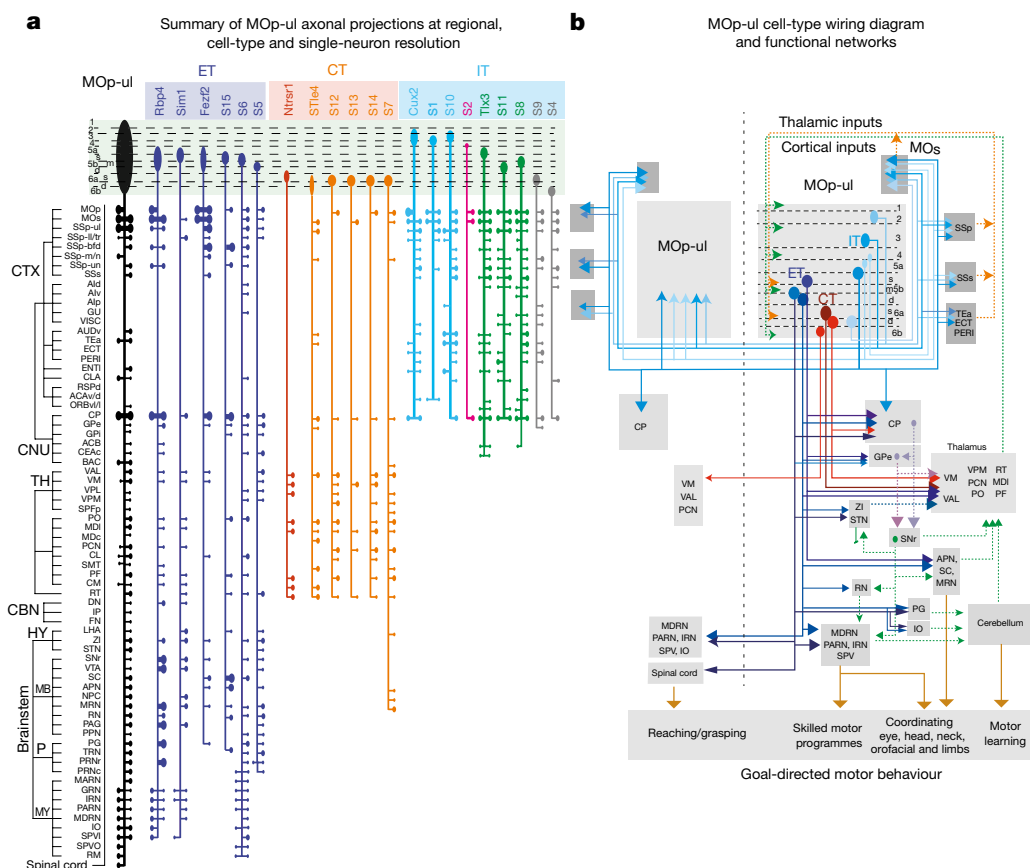 a
Summary of MOp-ul axonal projections at regional,
cell-type and single-neuron resolution
MOp-ul
ET
CT
IT
Rbp4
Sim1
Fezf2
S15
S6
S5
Ntrsr1
STle4
S12
S13
S14
S7
Cux2
S1
S10
S2
Tlx3
S11
S8
S9
S4
1
2
3
4
5a
s
m
5b
d
6a
s
d
6b
CTX
MOp
MOs
SSp-ul
SSp-ll/tr
SSp-bfd
SSp-m/n
SSp-un
SSs
AId
AIv
AIp
GU
VISC
AUDv
TEa
ECT
PERI
ENTl
CLA
RSPd
ACAv/d
ORBvl/l
CNU
CP
GPe
GPi
ACB
CEAc
BAC
TH
VAL
VM
VPL
VPM
SPFp
PO
MDl
MDc
PCN
CL
SMT
PF
CM
RT
CBN
DN
IP
FN
Brainstem
HY
LHA
ZI
STN
MB
SNr
VTA
SC
APN
NPC
MRN
RN
PAG
PPN
P
PG
TRN
PRNr
PRNc
MY
MARN
GRN
IRN
PARN
MDRN
IO
SPVI
SPVO
RM
Spinal cord
b
MOp-ul cell-type wiring diagram
and functional networks
Thalamic inputs
Cortical inputs
MOs
MOp-ul
MOp-ul
1
2
3
4
5a
s
m5b
d
s
6a
d
6b
IT
ET
CT
SSp
SSs
TEa
ECT
PERI
CP
CP
GPe
Thalamus
VM
VAL
VPM
PCN
PO
RT
MDI
PF
VM
VAL
PCN
ZI
STN
SNr
APN,
SC,
MRN
RN
PG
IO
Cerebellum
MDRN
PARN, IRN
SPV, IO
MDRN
PARN, IRN
SPV
Spinal cord
Reaching/grasping
Skilled motor
programmes
Coordinating
eye, head, neck,
orofacial and limbs
Motor
learning
Goal-directed motor behaviour